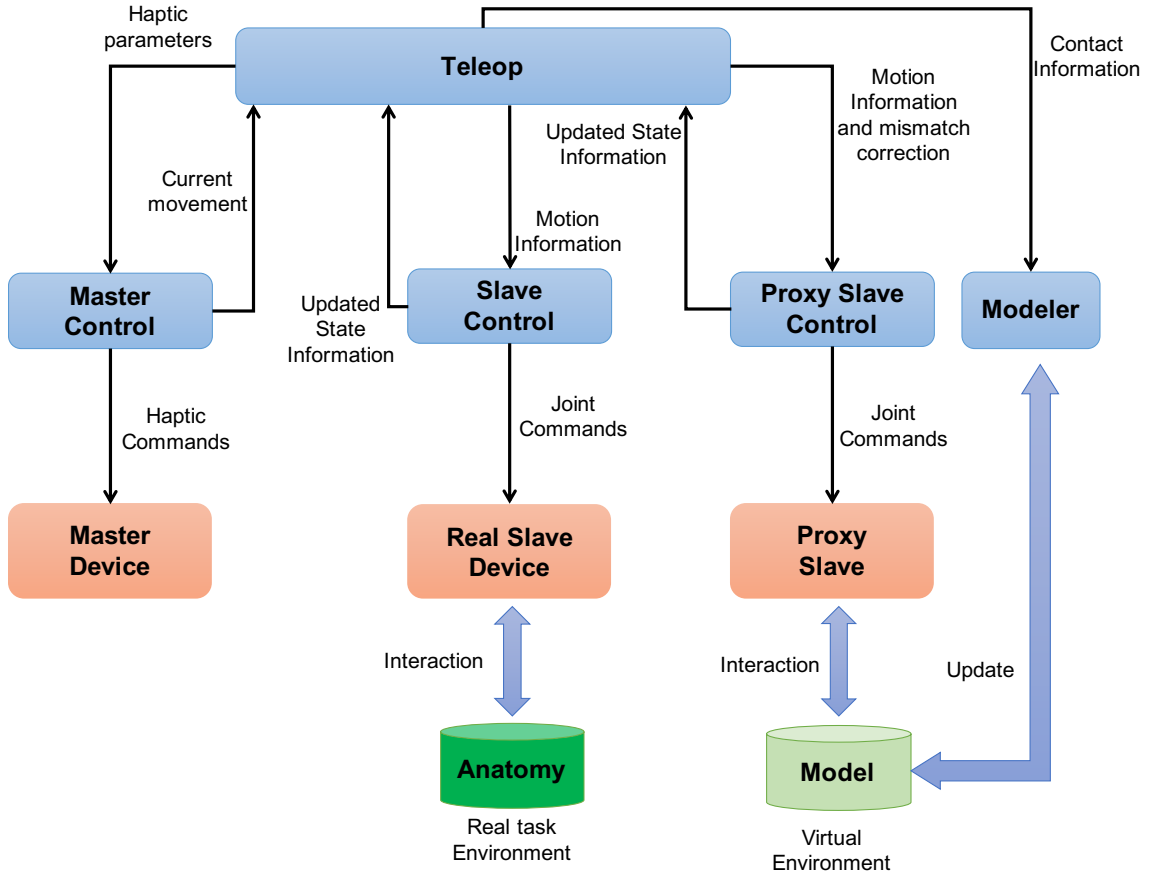 Haptic
parameters
Teleop
Contact
Information
Motion
Information
and mismatch
correction
Updated State
Information
Current
movement
Motion
Information
Master
Control
Updated
State
Information
Slave
Control
Proxy Slave
Control
Modeler
Haptic
Commands
Joint
Commands
Joint
Commands
Master
Device
Real Slave
Device
Proxy
Slave
Interaction
Interaction
Update
Anatomy
Model
Real task
Environment
Virtual
Environment